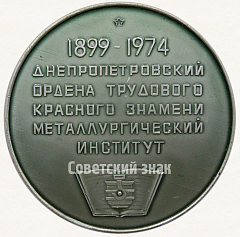 1899-1974
ДНЕПРОПЕТРОВСКИЙ
ОРДЕНА ТРУДОВОГО
КРАСНОГО ЗНАМЕНИ
МЕТАЛЛУРГИЧЕСКИЙ
ИНСТИТУТ
Советский знак